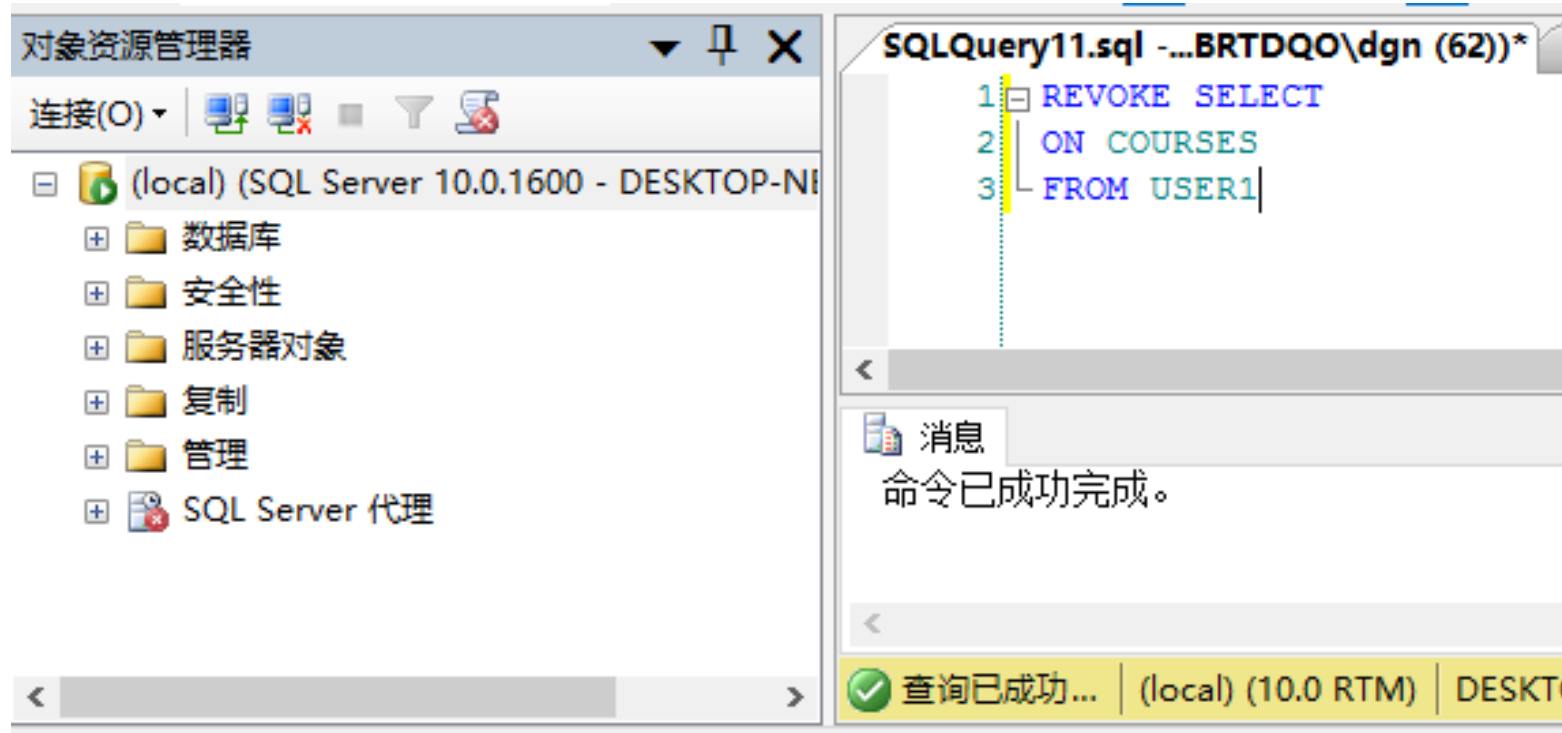 对象资源管理器
连接(O)
(local) (SQL Server 10.0.1600 - DESKTOP-NE
数据库
安全性
服务器对象
复制
管理
SQL Server 代理
SQLQuery11.sql -...BRTDQO\dgn (62))*
1 REVOKE SELECT
2 ON COURSES
3 FROM USER1
消息
命令已成功完成。
查询已成功... (local) (10.0 RTM) DESKTO